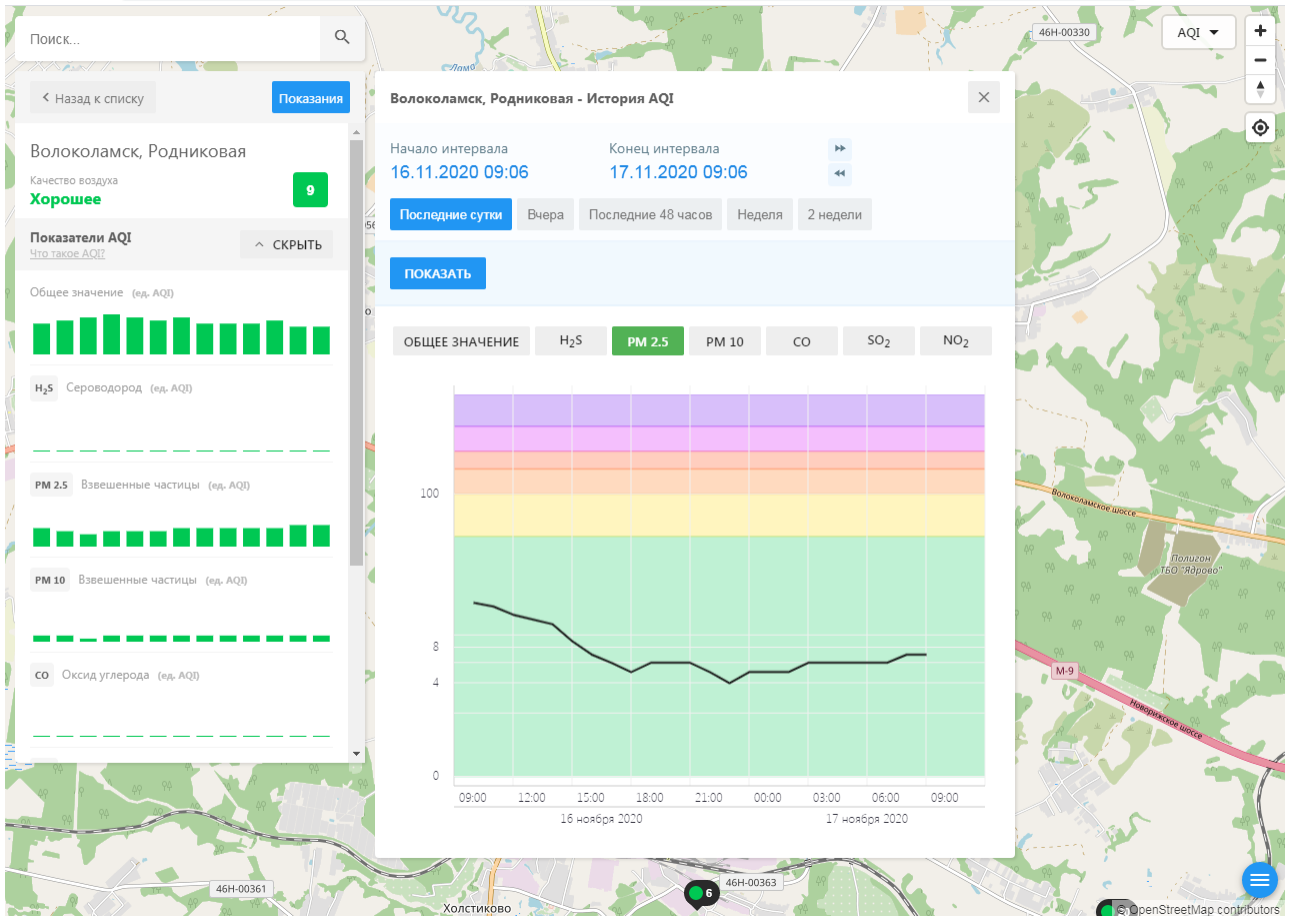 Поиск...
Ламо
46Н-00330
AQI
+
−
Назад к списку
Показания
Волоколамск, Родниковая
Качество воздуха
Хорошее
9
Показатели AQI
Что такое AQI?
СКРЫТЬ
Общее значение (ед. AQI)
H2S Сероводород (ед. AQI)
PM 2.5 Взвешенные частицы (ед. AQI)
PM 10 Взвешенные частицы (ед. AQI)
CO Оксид углерода (ед. AQI)
Волоколамск, Родниковая - История AQI
Начало интервала
Конец интервала
16.11.2020 09:06
17.11.2020 09:06
Последние сутки
Вчера
Последние 48 часов
Неделя
2 недели
ПОКАЗАТЬ
ОБЩЕЕ ЗНАЧЕНИЕ
H2S
PM 2.5
PM 10
CO
SO2
NO2
100
8
4
0
09:00 12:00 15:00 18:00 21:00 00:00 03:00 06:00 09:00
16 ноября 2020
17 ноября 2020
Волоколамское шоссе
Полигон
ТБО "Ядрово"
М-9
Новорижское шоссе
46Н-00361
46Н-00363
6
Холстиково
© OpenStreetMap contributors